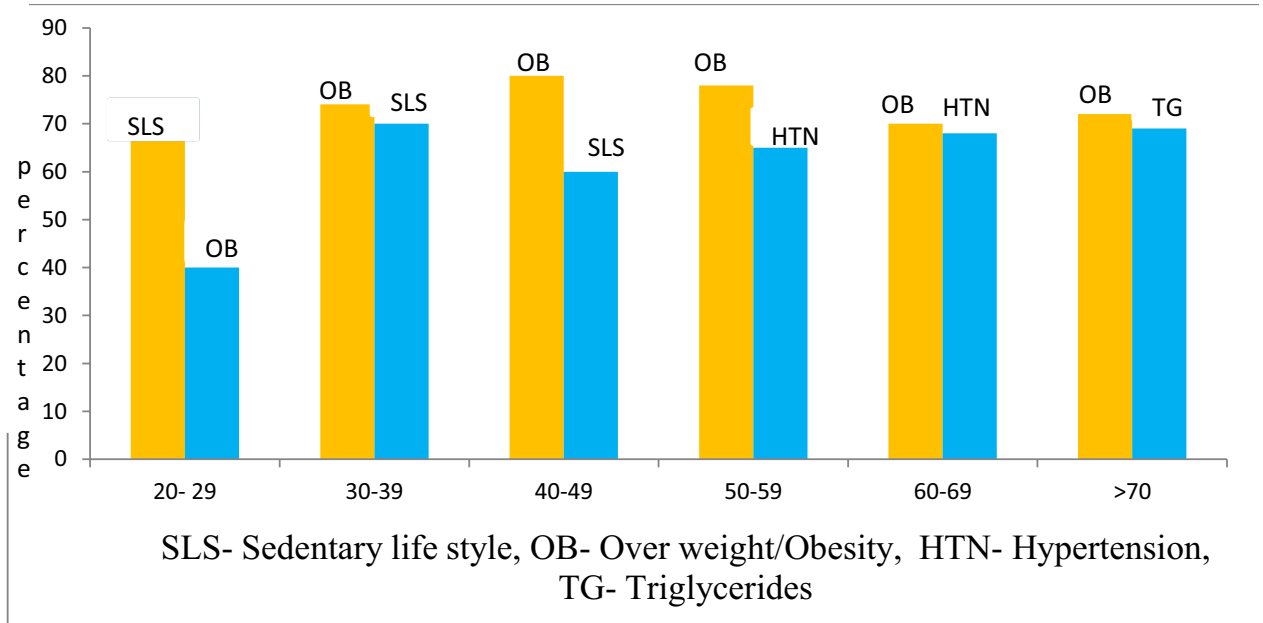 90
80
70
60
50
40
30
20
10
0
percentage
SLS
OB
OB
SLS
OB
SLS
OB
HTN
OB
HTN
OB
TG
20- 29
30-39
40-49
50-59
60-69
>70
SLS- Sedentary life style, OB- Over weight/Obesity, HTN- Hypertension,
TG- Triglycerides